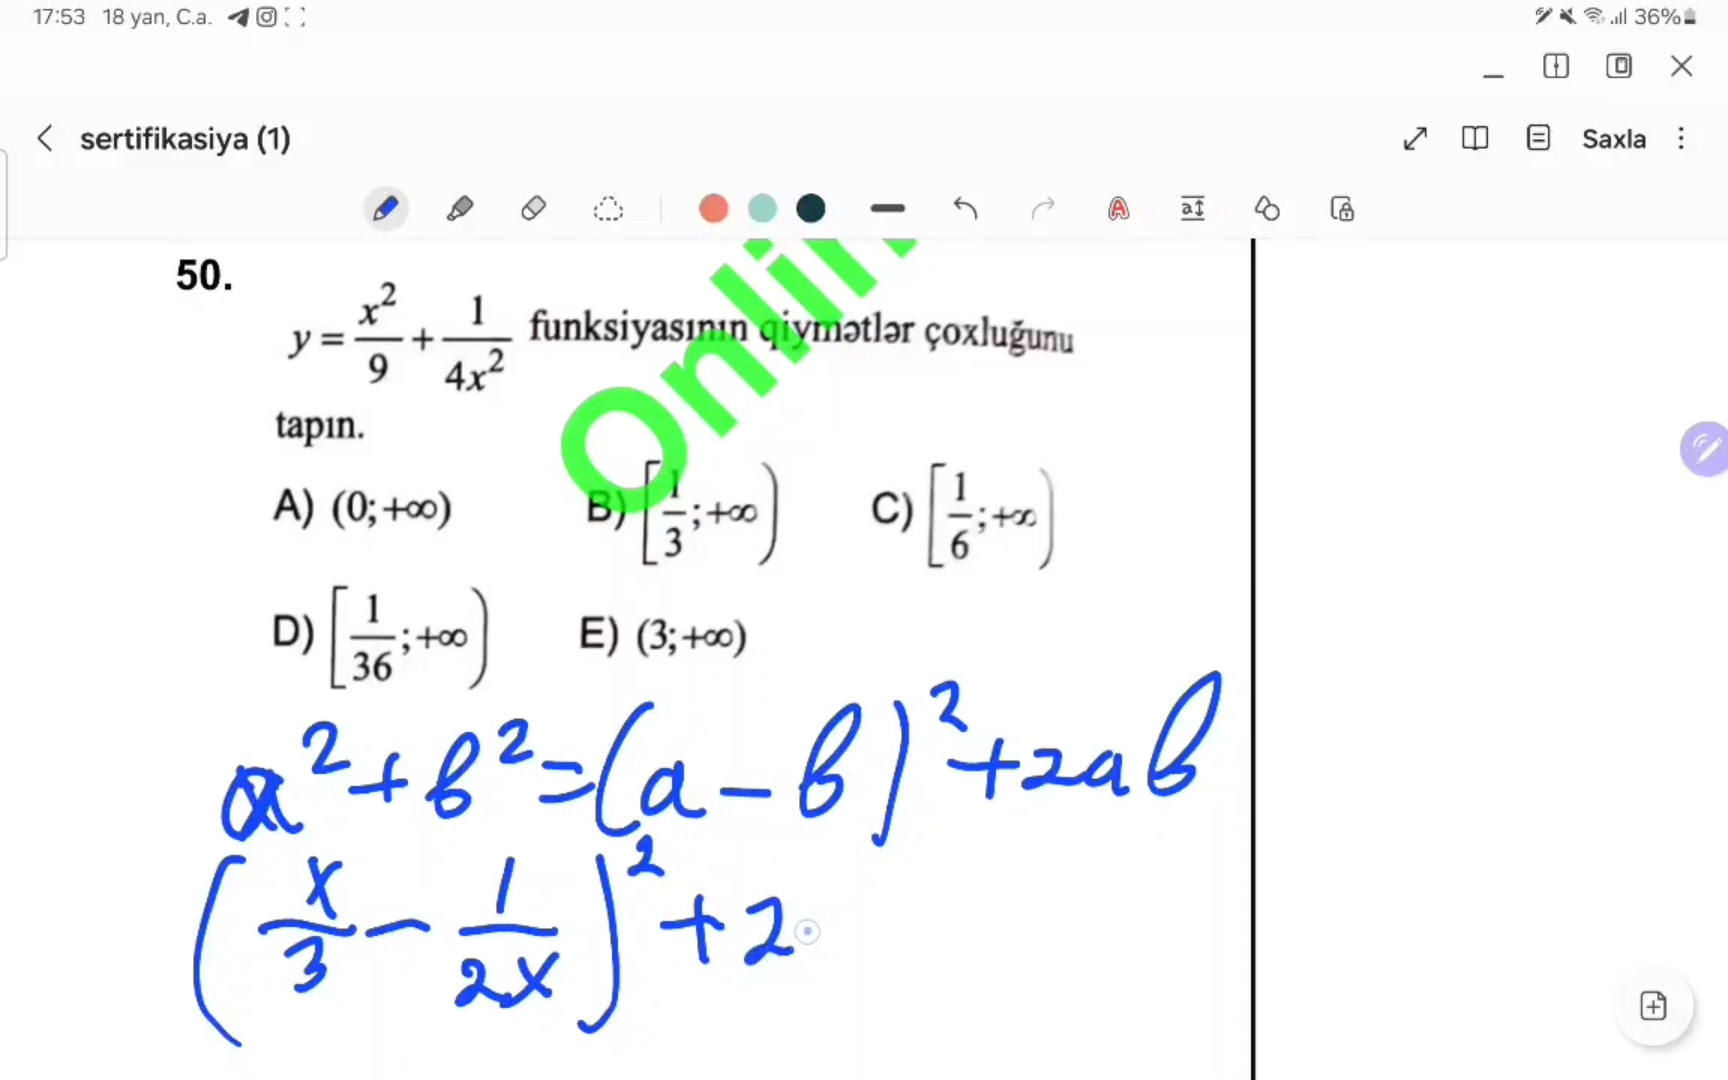 17:53 18 yan, C.a. 36%
sertifikasiya (1)
Saxla
50.
y = x²/9 + 1/4x² funksiyasının qiymətlər çoxluğunu
tapın.
A) (0;+∞) B) [1/3;+∞) C) [1/6;+∞)
D) [1/36;+∞) E) (3;+∞)
Onlin
a² + b² = (a − b)² + 2ab
(x/3 − 1/2x)² + 2